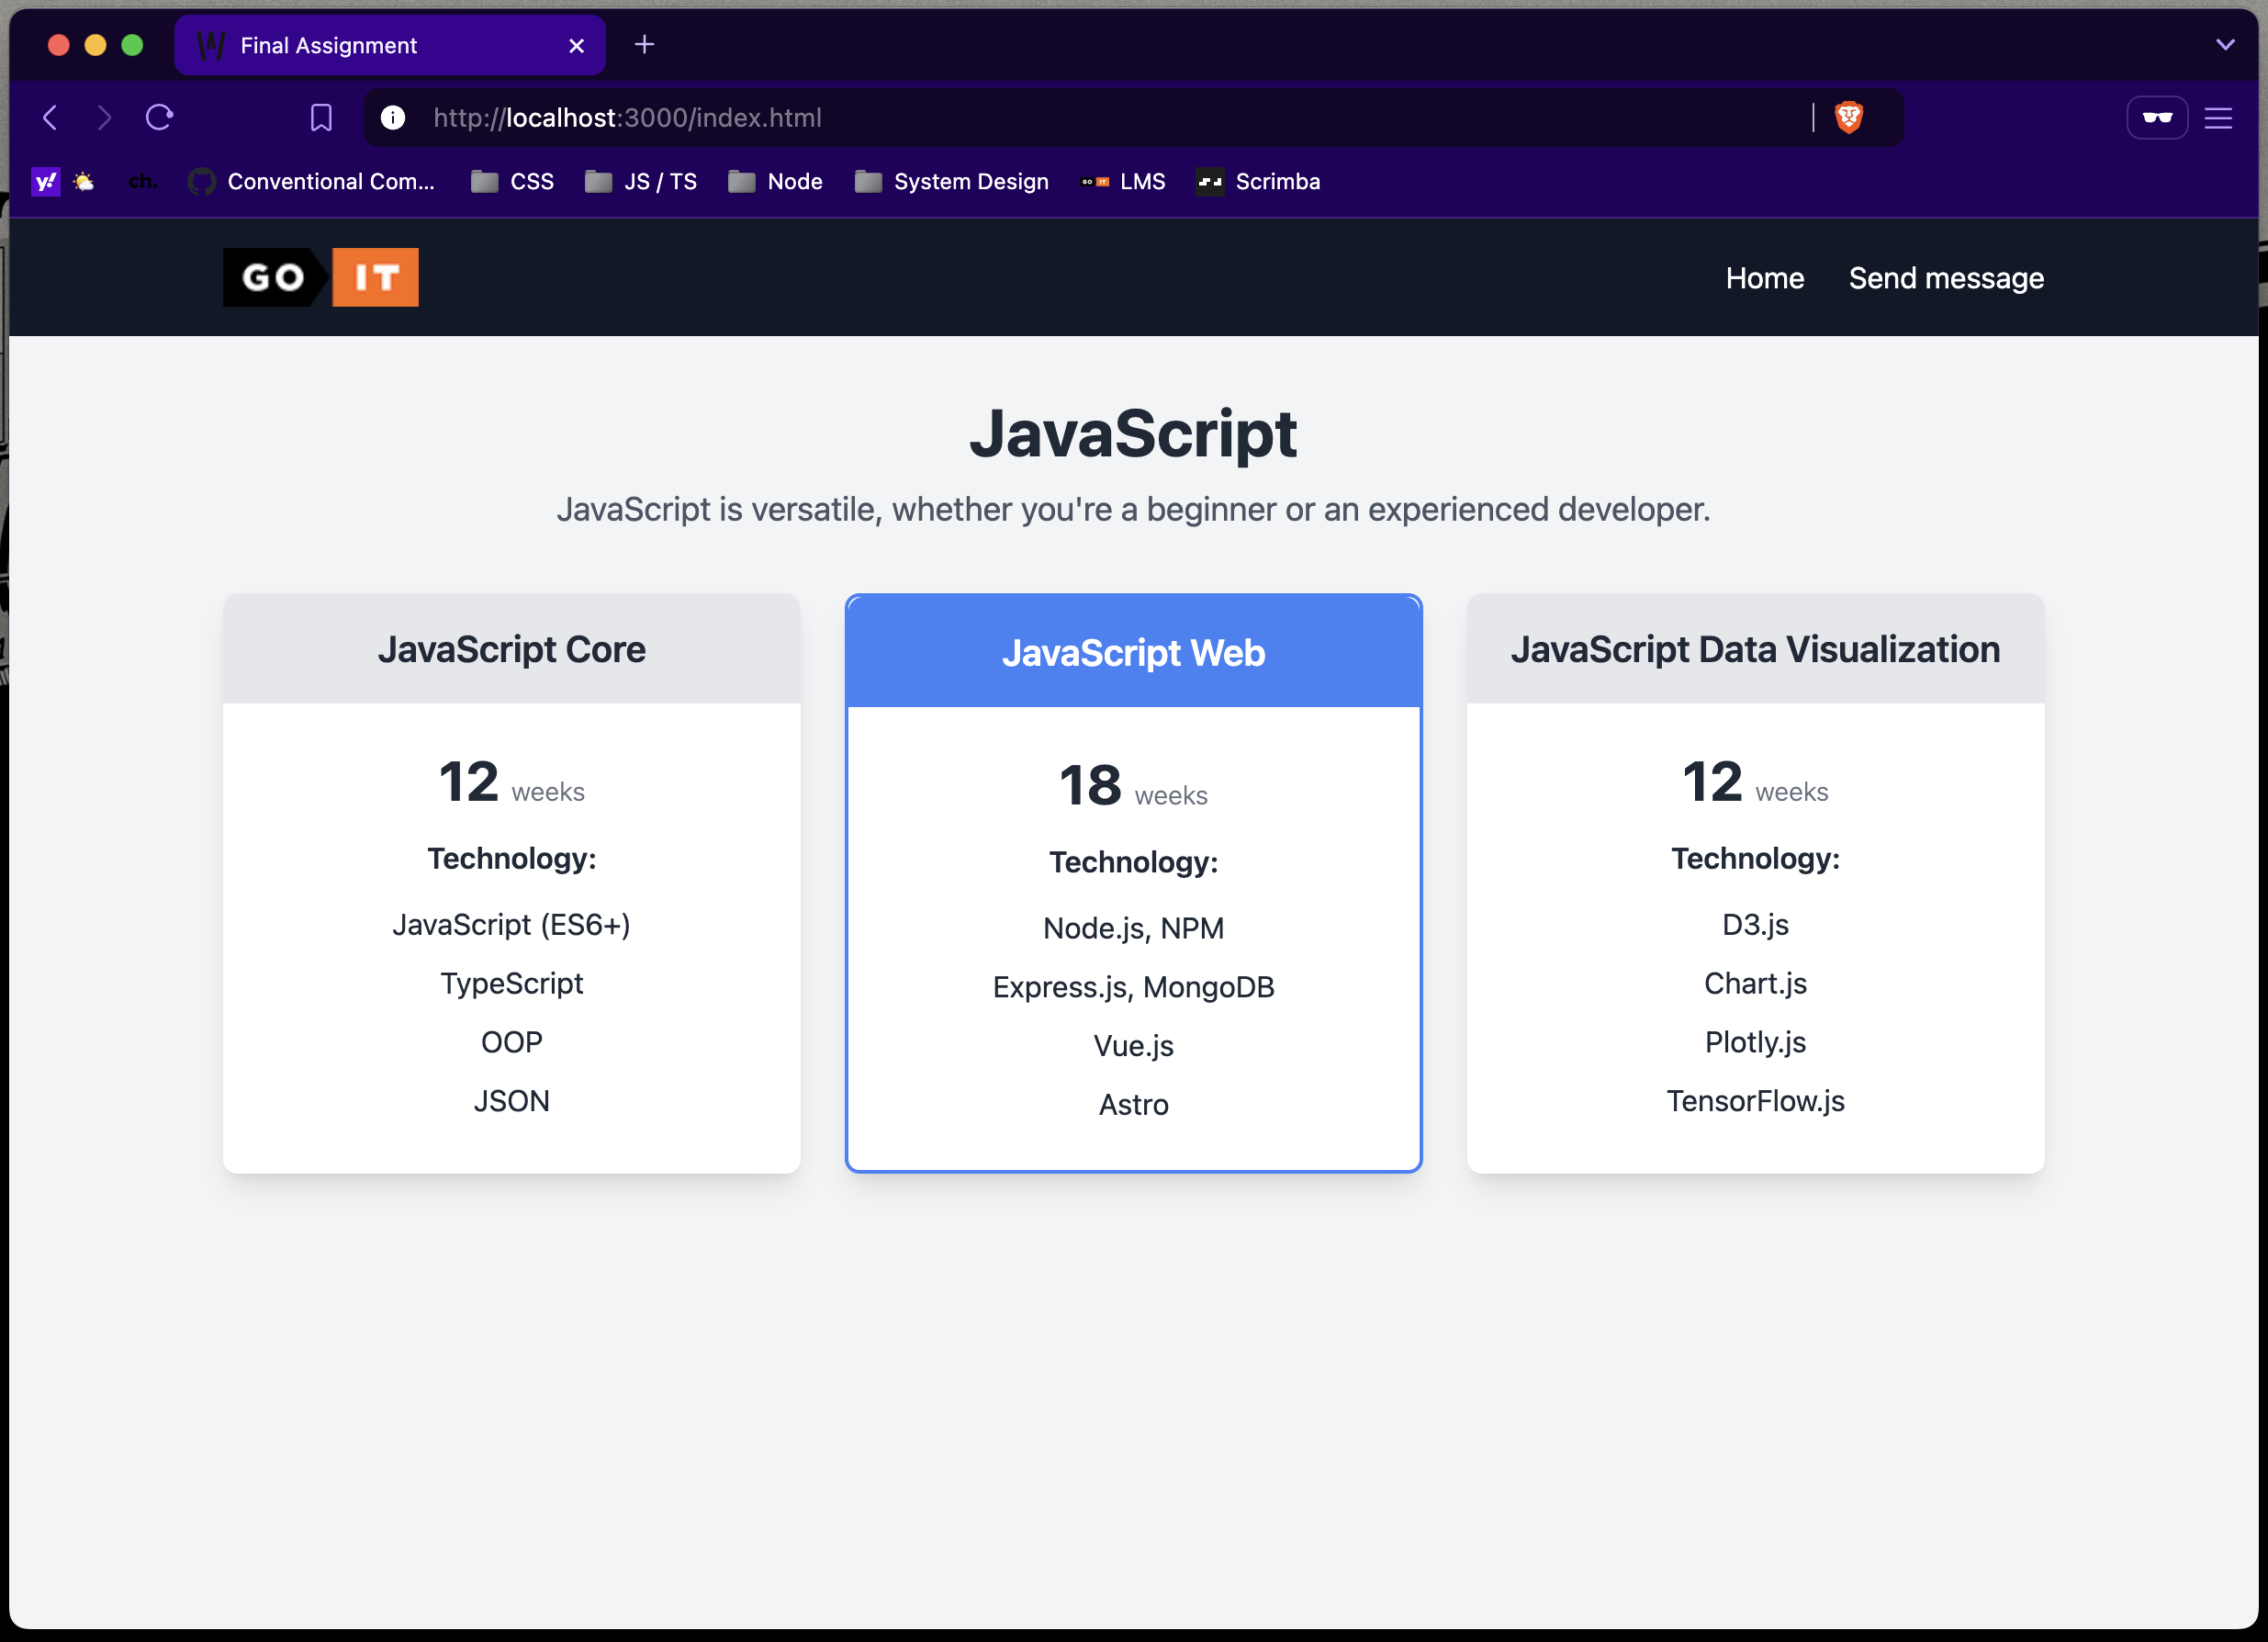 Final Assignment
http://localhost:3000/index.html
y! ch. Conventional Com... CSS JS / TS Node System Design GO IT LMS Scrimba
GO IT Home Send message
JavaScript
JavaScript is versatile, whether you're a beginner or an experienced developer.
JavaScript Core
12 weeks
Technology:
JavaScript (ES6+)
TypeScript
OOP
JSON
JavaScript Web
18 weeks
Technology:
Node.js, NPM
Express.js, MongoDB
Vue.js
Astro
JavaScript Data Visualization
12 weeks
Technology:
D3.js
Chart.js
Plotly.js
TensorFlow.js